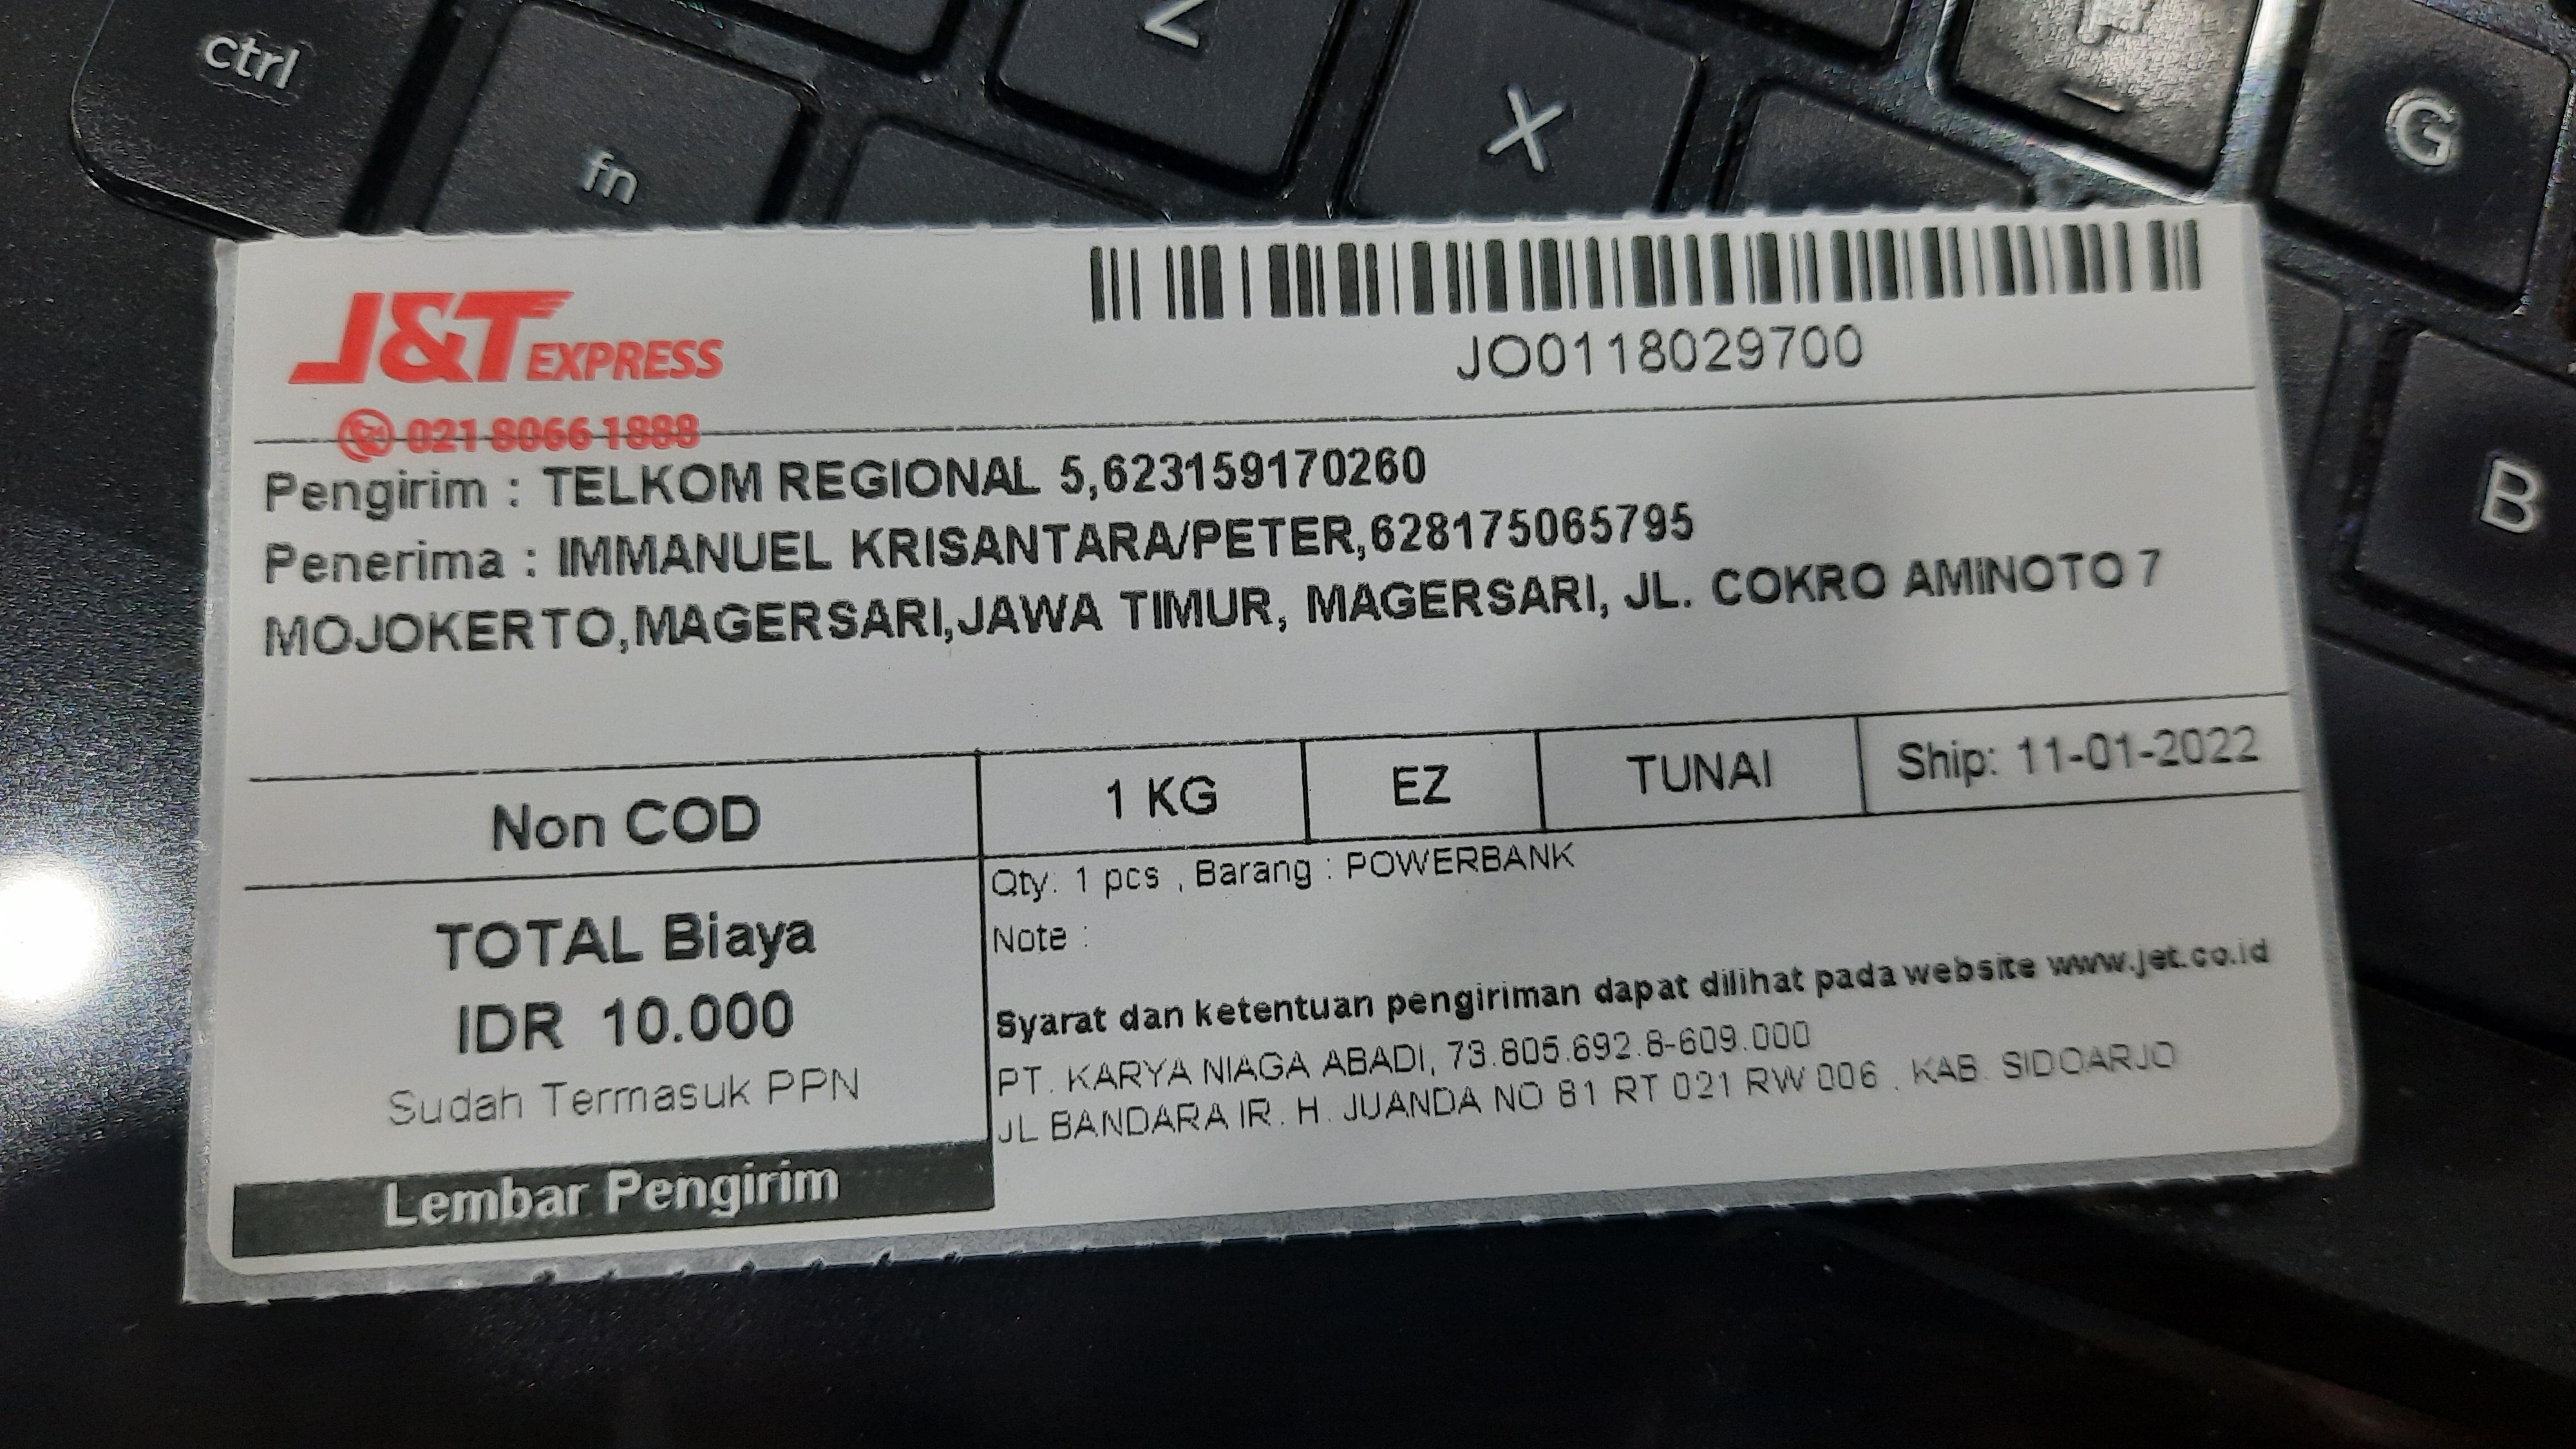 J&T EXPRESS
021 8066 1888
JO0118029700
Pengirim : TELKOM REGIONAL 5,623159170260
Penerima : IMMANUEL KRISANTARA/PETER,628175065795
MOJOKERTO,MAGERSARI,JAWA TIMUR, MAGERSARI, JL. COKRO AMINOTO 7
Non COD
1 KG
EZ
TUNAI
Ship: 11-01-2022
TOTAL Biaya
IDR 10.000
Sudah Termasuk PPN
Lembar Pengirim
Qty: 1 pcs , Barang : POWERBANK
Note :
Syarat dan ketentuan pengiriman dapat dilihat pada website www.jet.co.id
PT. KARYA NIAGA ABADI, 73.805.692.8-609.000
JL BANDARA IR. H. JUANDA NO 81 RT 021 RW 006 . KAB. SIDOARJO
ctrl
fn
Z
X
G
B